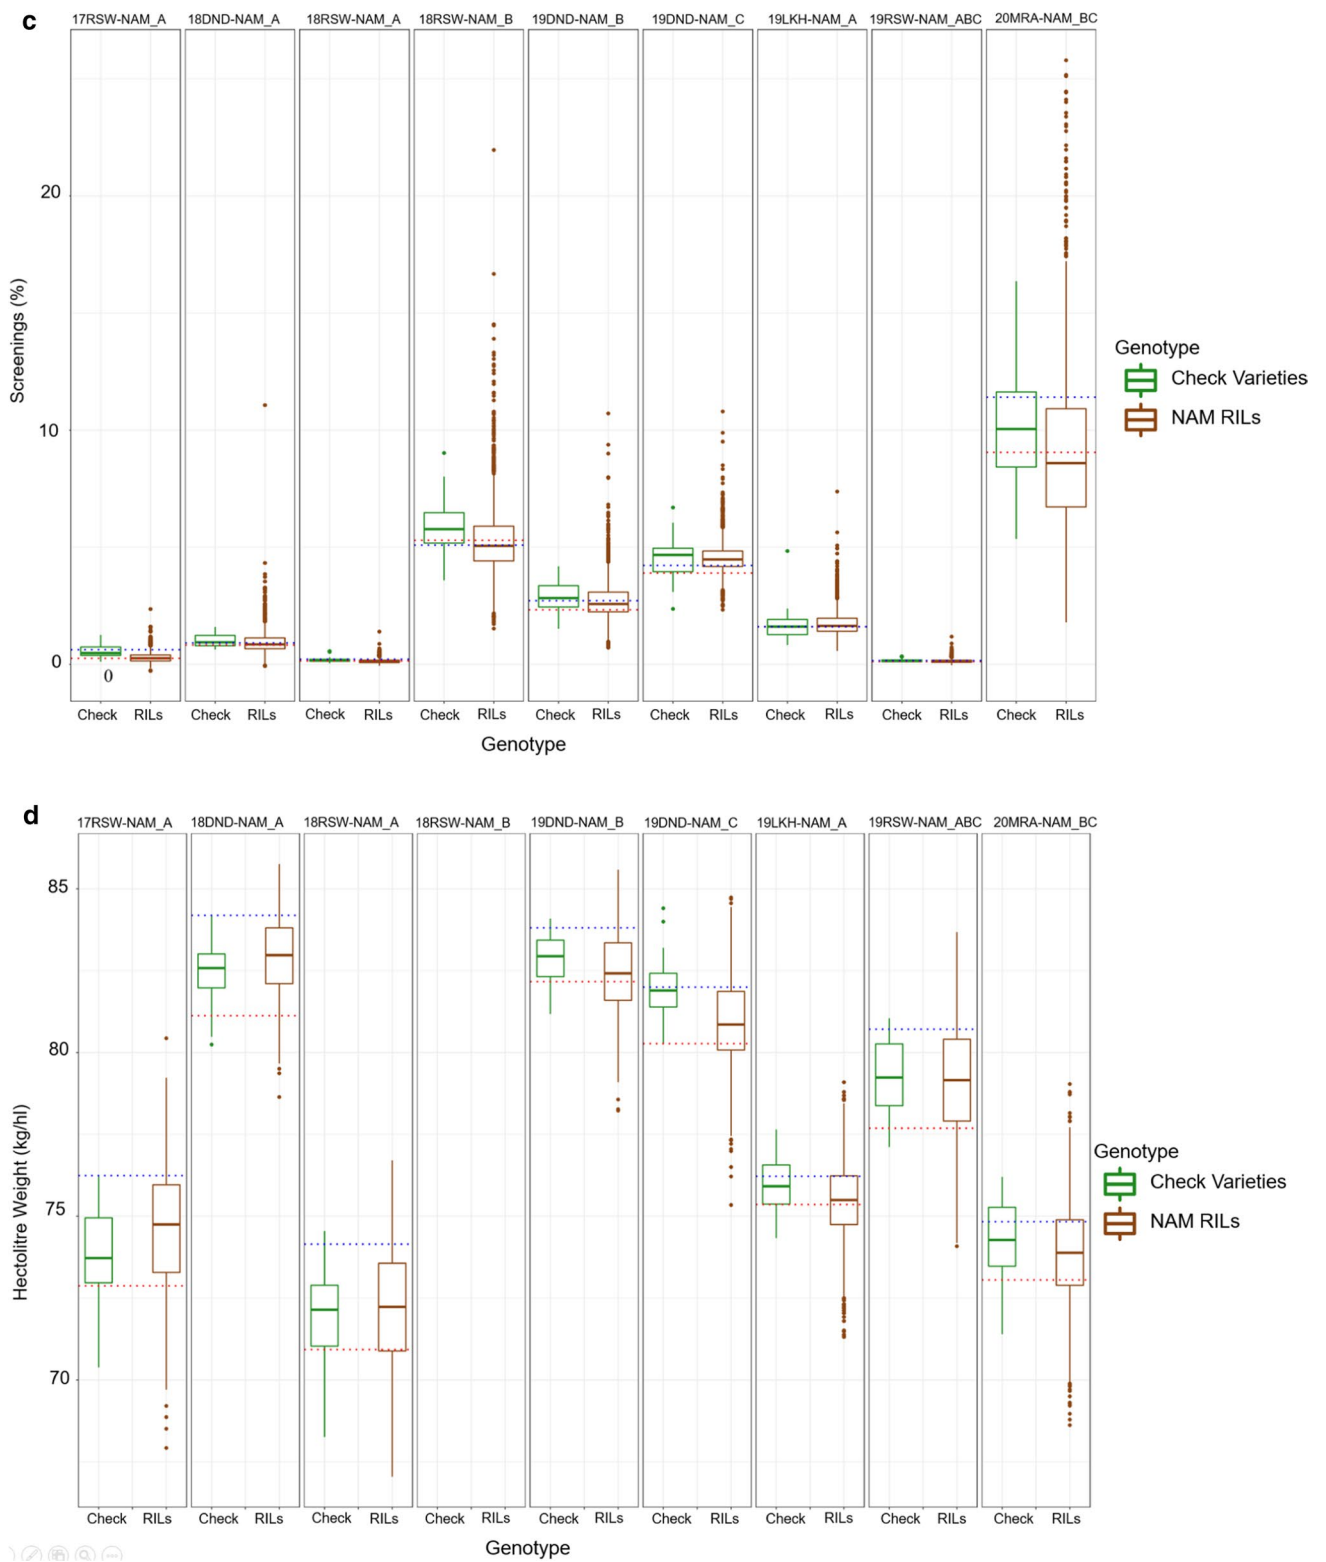 c
17RSW-NAM_A 18DND-NAM_A 18RSW-NAM_A 18RSW-NAM_B 19DND-NAM_B 19DND-NAM_C 19LKH-NAM_A 19RSW-NAM_ABC 20MRA-NAM_BC
20
10
0
Screenings (%)
0
Genotype
Check Varieties
NAM RILs
Check RILs Check RILs Check RILs Check RILs Check RILs Check RILs Check RILs Check RILs Check RILs
Genotype
d
17RSW-NAM_A 18DND-NAM_A 18RSW-NAM_A 18RSW-NAM_B 19DND-NAM_B 19DND-NAM_C 19LKH-NAM_A 19RSW-NAM_ABC 20MRA-NAM_BC
85
80
75
70
Hectolitre Weight (kg/hl)
Genotype
Check Varieties
NAM RILs
Check RILs Check RILs Check RILs Check RILs Check RILs Check RILs Check RILs Check RILs Check RILs
Genotype